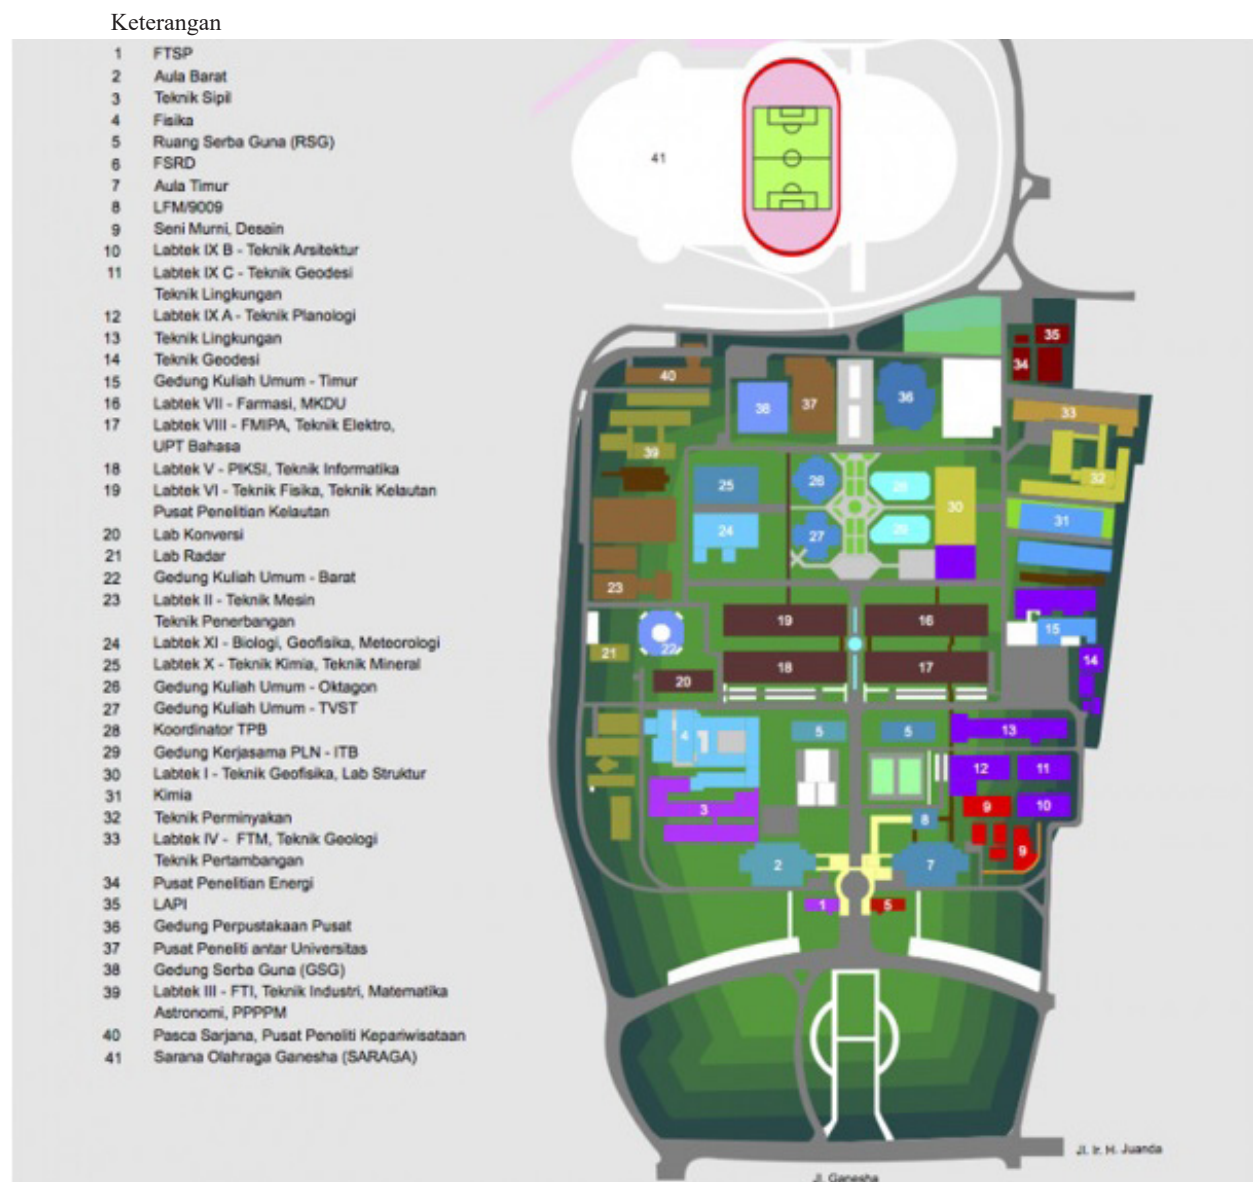 Keterangan
1 FTSP
2 Aula Barat
3 Teknik Sipil
4 Fisika
5 Ruang Serba Guna (RSG)
6 FSRD
7 Aula Timur
8 LFM/9009
9 Seni Murni, Desain
10 Labtek IX B - Teknik Arsitektur
11 Labtek IX C - Teknik Geodesi
Teknik Lingkungan
12 Labtek IX A - Teknik Planologi
13 Teknik Lingkungan
14 Teknik Geodesi
15 Gedung Kuliah Umum - Timur
16 Labtek VII - Farmasi, MKDU
17 Labtek VIII - FMIPA, Teknik Elektro,
UPT Bahasa
18 Labtek V - PIKSI, Teknik Informatika
19 Labtek VI - Teknik Fisika, Teknik Kelautan
Pusat Penelitian Kelautan
20 Lab Konversi
21 Lab Radar
22 Gedung Kuliah Umum - Barat
23 Labtek II - Teknik Mesin
Teknik Penerbangan
24 Labtek XI - Biologi, Geofisika, Meteorologi
25 Labtek X - Teknik Kimia, Teknik Mineral
26 Gedung Kuliah Umum - Oktagon
27 Gedung Kuliah Umum - TVST
28 Koordinator TPB
29 Gedung Kerjasama PLN - ITB
30 Labtek I - Teknik Geofisika, Lab Struktur
31 Kimia
32 Teknik Perminyakan
33 Labtek IV - FTM, Teknik Geologi
Teknik Pertambangan
34 Pusat Penelitian Energi
35 LAPI
36 Gedung Perpustakaan Pusat
37 Pusat Peneliti antar Universitas
38 Gedung Serba Guna (GSG)
39 Labtek III - FTI, Teknik Industri, Matematika
Astronomi, PPPPM
40 Pasca Sarjana, Pusat Peneliti Kepariwisataan
41 Sarana Olahraga Ganesha (SARAGA)
41
35
34
40
38
37
36
33
39
32
25
26
28
30
31
24
27
29
23
19
16
15
21
22
14
18
17
20
4
5
5
13
12
11
3
9
10
8
9
2
7
1
5
Jl. Ir. H. Juanda
Jl. Ganesha